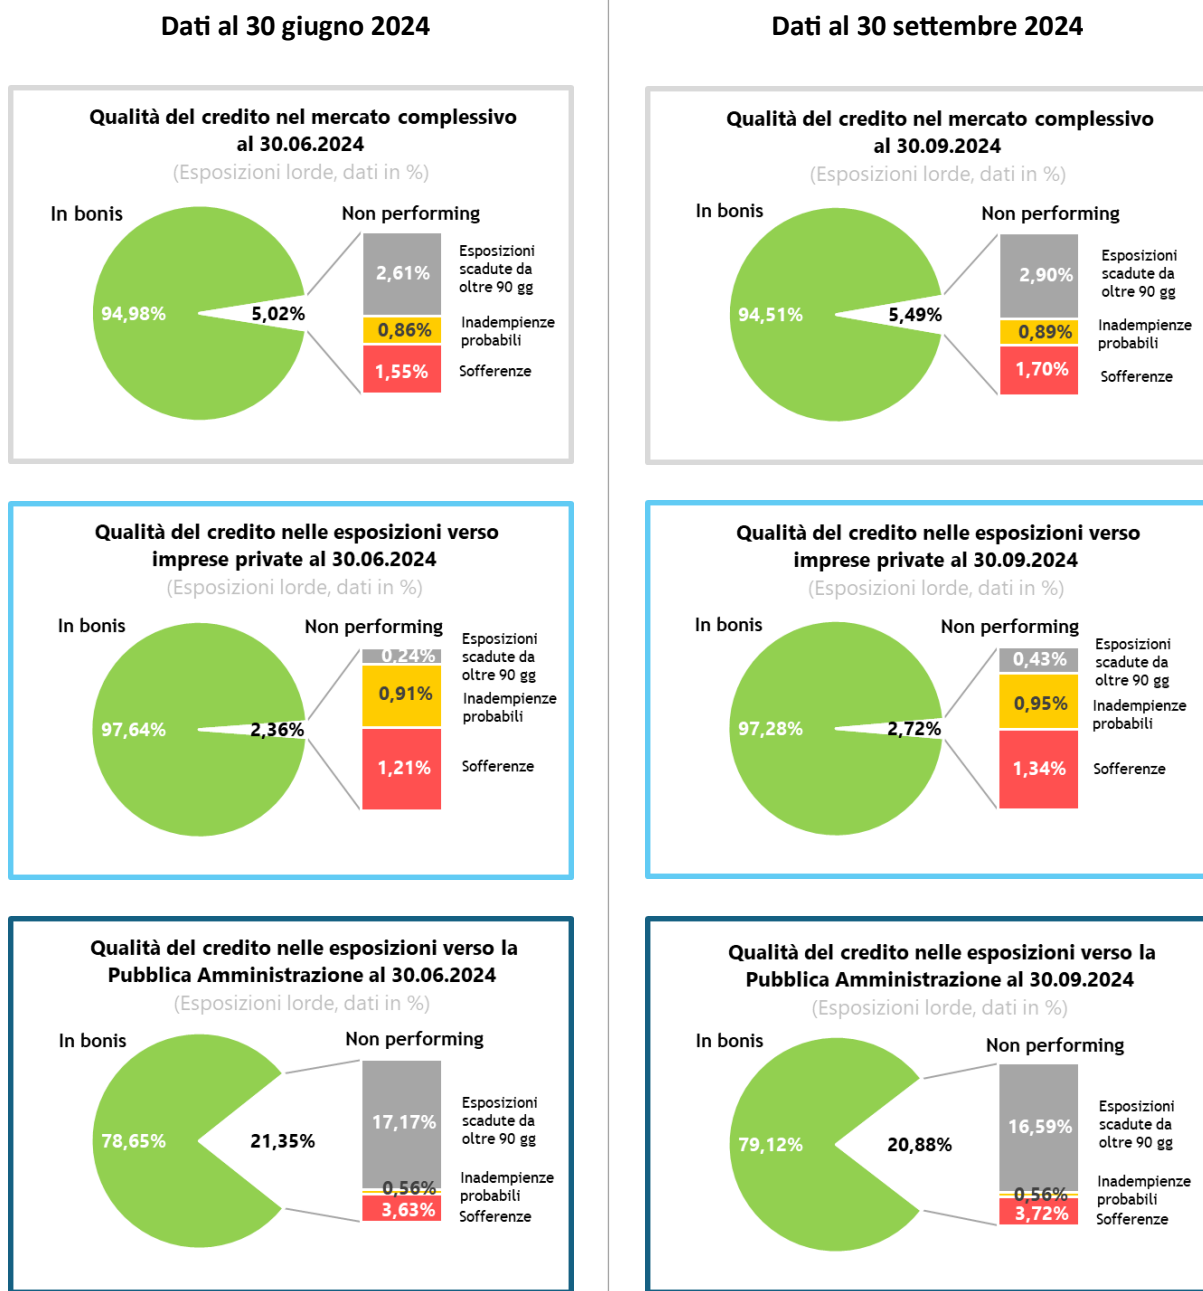 Dati al 30 giugno 2024
Qualità del credito nel mercato complessivo
al 30.06.2024
(Esposizioni lorde, dati in %)
In bonis
Non performing
94,98%
5,02%
2,61%
Esposizioni
scadute da
oltre 90 gg
0,86%
Inadempienze
probabili
1,55%
Sofferenze
Qualità del credito nelle esposizioni verso
imprese private al 30.06.2024
(Esposizioni lorde, dati in %)
In bonis
Non performing
97,64%
2,36%
0,24%
Esposizioni
scadute da
oltre 90 gg
0,91%
Inadempienze
probabili
1,21%
Sofferenze
Qualità del credito nelle esposizioni verso la
Pubblica Amministrazione al 30.06.2024
(Esposizioni lorde, dati in %)
In bonis
Non performing
78,65%
21,35%
17,17%
Esposizioni
scadute da
oltre 90 gg
0,56%
Inadempienze
probabili
3,63%
Sofferenze
Dati al 30 settembre 2024
Qualità del credito nel mercato complessivo
al 30.09.2024
(Esposizioni lorde, dati in %)
In bonis
Non performing
94,51%
5,49%
2,90%
Esposizioni
scadute da
oltre 90 gg
0,89%
Inadempienze
probabili
1,70%
Sofferenze
Qualità del credito nelle esposizioni verso
imprese private al 30.09.2024
(Esposizioni lorde, dati in %)
In bonis
Non performing
97,28%
2,72%
0,43%
Esposizioni
scadute da
oltre 90 gg
0,95%
Inadempienze
probabili
1,34%
Sofferenze
Qualità del credito nelle esposizioni verso la
Pubblica Amministrazione al 30.09.2024
(Esposizioni lorde, dati in %)
In bonis
Non performing
79,12%
20,88%
16,59%
Esposizioni
scadute da
oltre 90 gg
0,56%
Inadempienze
probabili
3,72%
Sofferenze